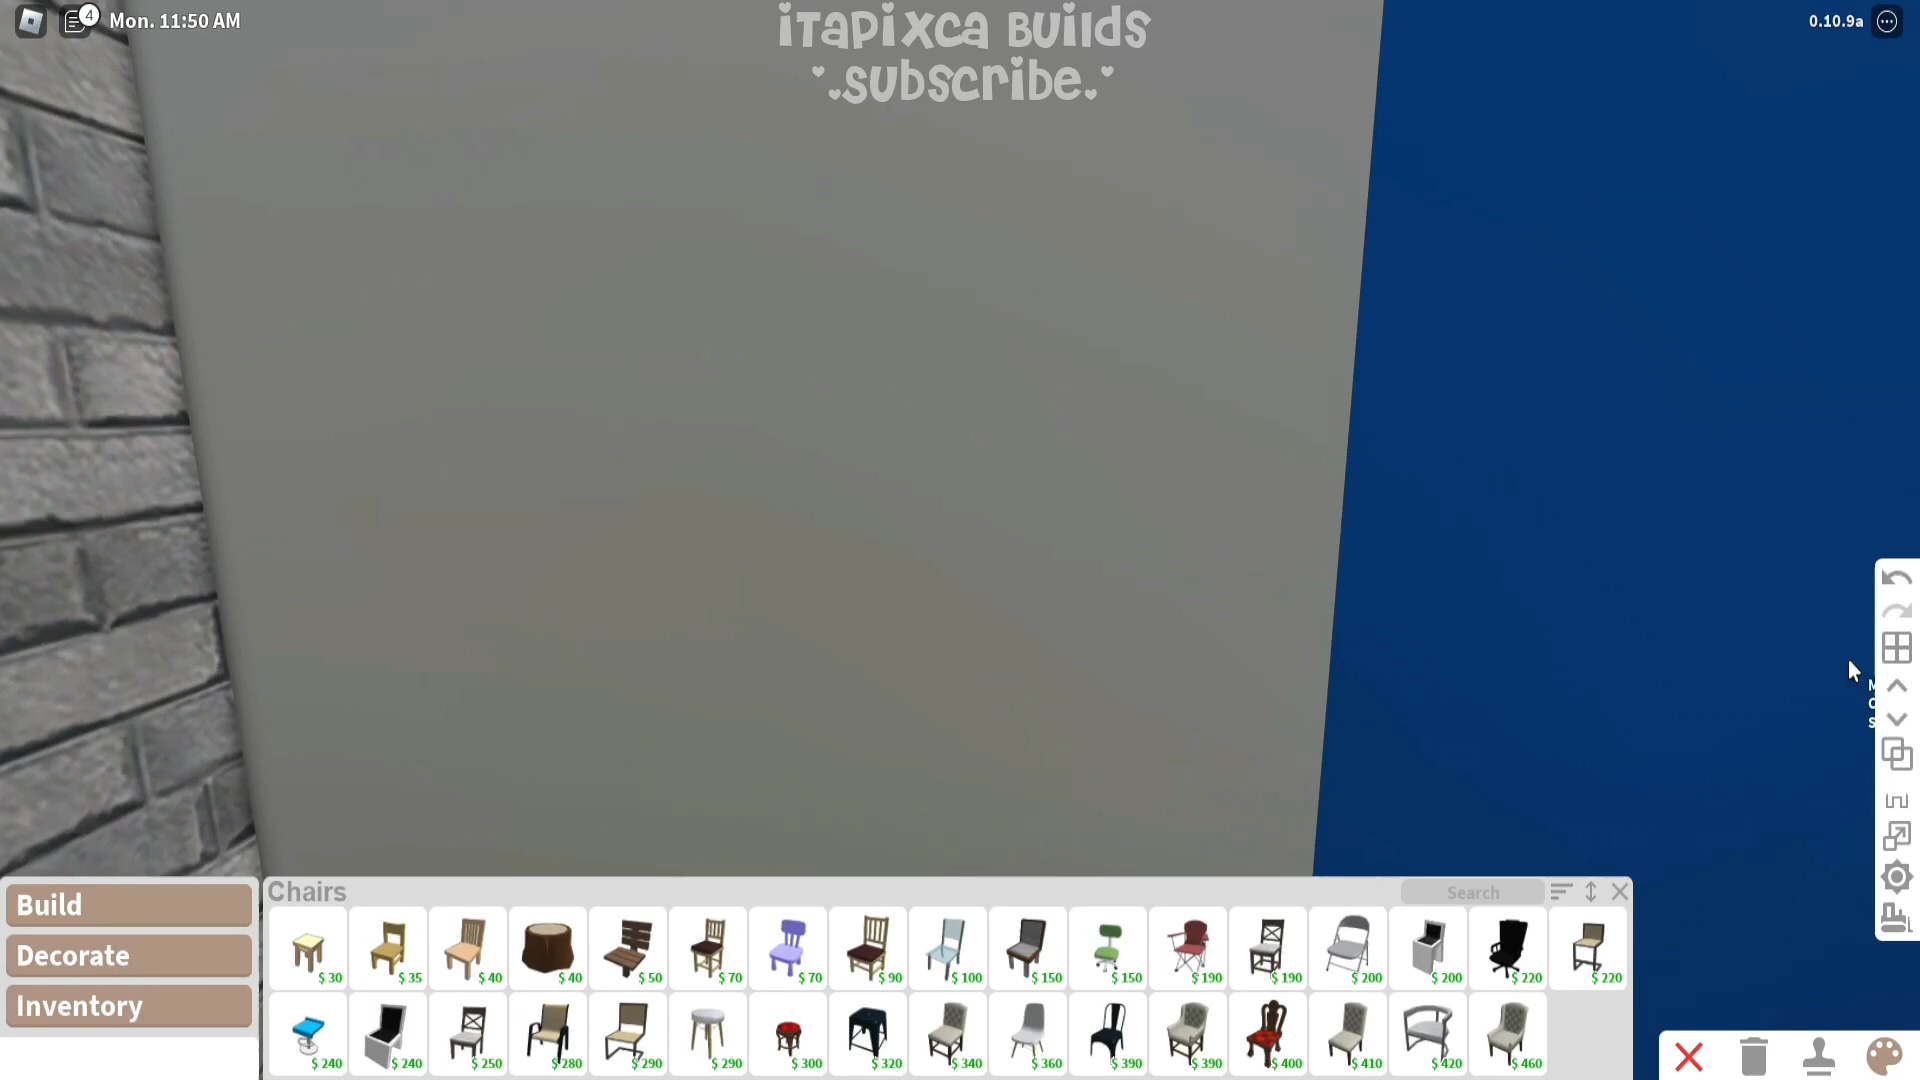 4 Mon. 11:50 AM
iTapixca Builds
.subscribe.
0.10.9a
Build
Decorate
Inventory
Chairs
Search
$ 30 $ 35 $ 40 $ 40 $ 50 $ 70 $ 70 $ 90 $ 100 $ 150 $ 150 $ 190 $ 190 $ 200 $ 200 $ 220 $ 220
$ 240 $ 240 $ 250 $ 280 $ 290 $ 290 $ 300 $ 320 $ 340 $ 360 $ 390 $ 390 $ 400 $ 410 $ 420 $ 460